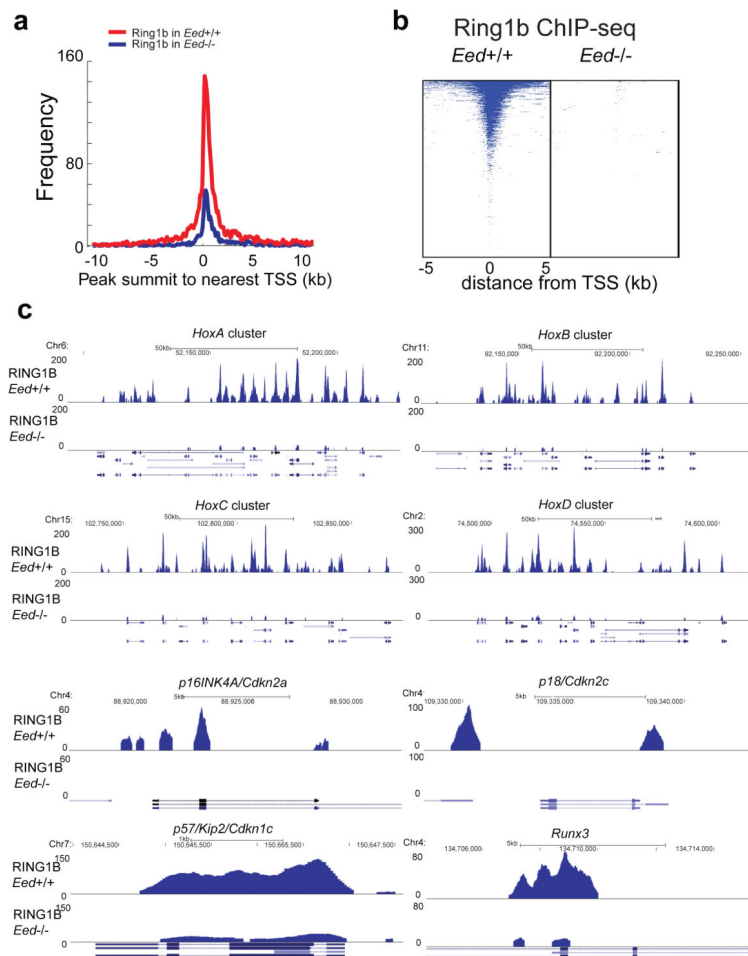 a
Ring1b in Eed+/+
Ring1b in Eed-/-
160
80
0
Frequency
-10 -5 0 5 10
Peak summit to nearest TSS (kb)
b
Ring1b ChIP-seq
Eed+/+ Eed-/-
-5 0 5
distance from TSS (kb)
c
HoxA cluster
Chr6: 50kb 52,150,000 52,200,000
200
RING1B
Eed+/+
0
RING1B 200
Eed-/-
0
HoxB cluster
Chr11: 50kb
92,150,000 92,200,000 92,250,000
200
0
200
0
HoxC cluster
Chr15: 102,750,000 50kb 102,800,000 102,850,000
200
RING1B
Eed+/+
0
RING1B 200
Eed-/-
0
HoxD cluster
Chr2: 74,500,000 50kb 74,550,000 74,600,000
300
0
300
0
p16INK4A/Cdkn2a
Chr4: 88,920,000 5kb 88,925,000 88,930,000
60
RING1B
Eed+/+
0
RING1B 60
Eed-/-
0
p18/Cdkn2c
Chr4: 5kb
109,330,000 109,335,000 109,340,000
100
0
100
0
p57/Kip2/Cdkn1c
Chr7: 1kb
150,644,500 150,645,500 150,665,500 150,647,500
150
RING1B
Eed+/+
0
RING1B 150
Eed-/-
0
Runx3
Chr4: 134,706,000 5kb 134,710,000 134,714,000
80
0
80
0